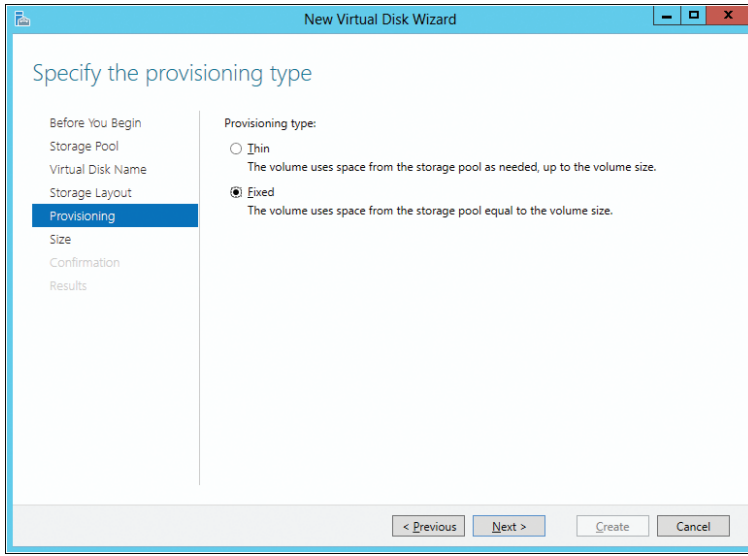 New Virtual Disk Wizard
Specify the provisioning type
Before You Begin
Storage Pool
Virtual Disk Name
Storage Layout
Provisioning
Size
Confirmation
Results
Provisioning type:
Thin
The volume uses space from the storage pool as needed, up to the volume size.
Fixed
The volume uses space from the storage pool equal to the volume size.
< Previous
Next >
Create
Cancel